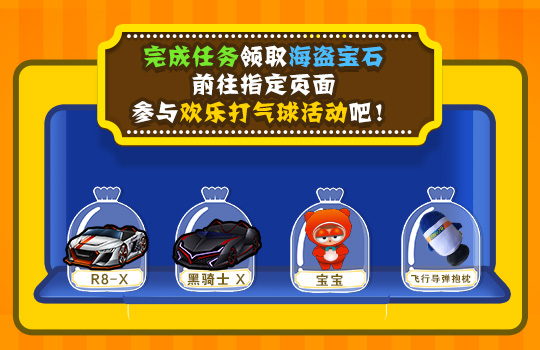 完成任务领取海盗宝石
前往指定页面
参与欢乐打气球活动吧！
R8-X
黑骑士 X
宝宝
飞行导弹抱枕